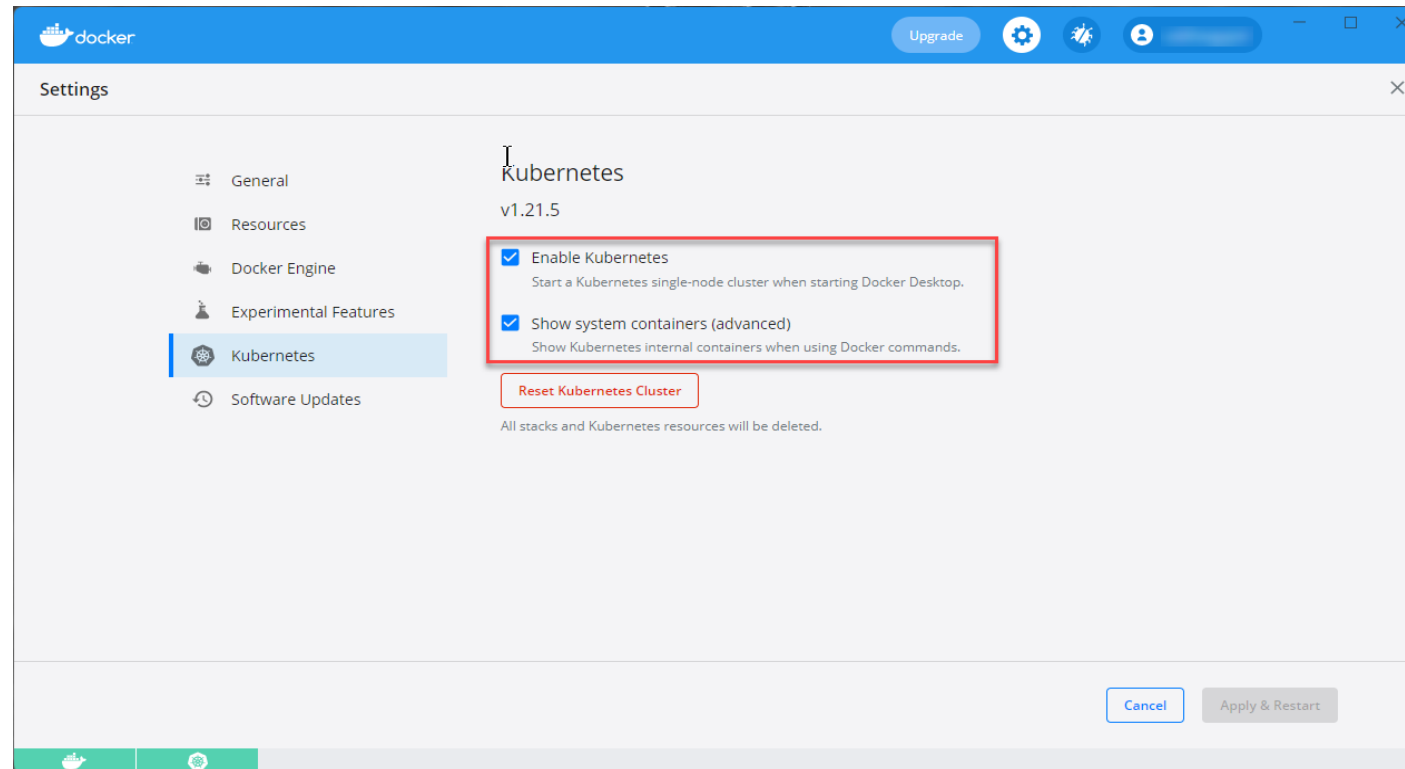 docker
Upgrade
Settings
General
Resources
Docker Engine
Experimental Features
Kubernetes
Software Updates
Kubernetes
v1.21.5
Enable Kubernetes
Start a Kubernetes single-node cluster when starting Docker Desktop.
Show system containers (advanced)
Show Kubernetes internal containers when using Docker commands.
Reset Kubernetes Cluster
All stacks and Kubernetes resources will be deleted.
Cancel
Apply & Restart